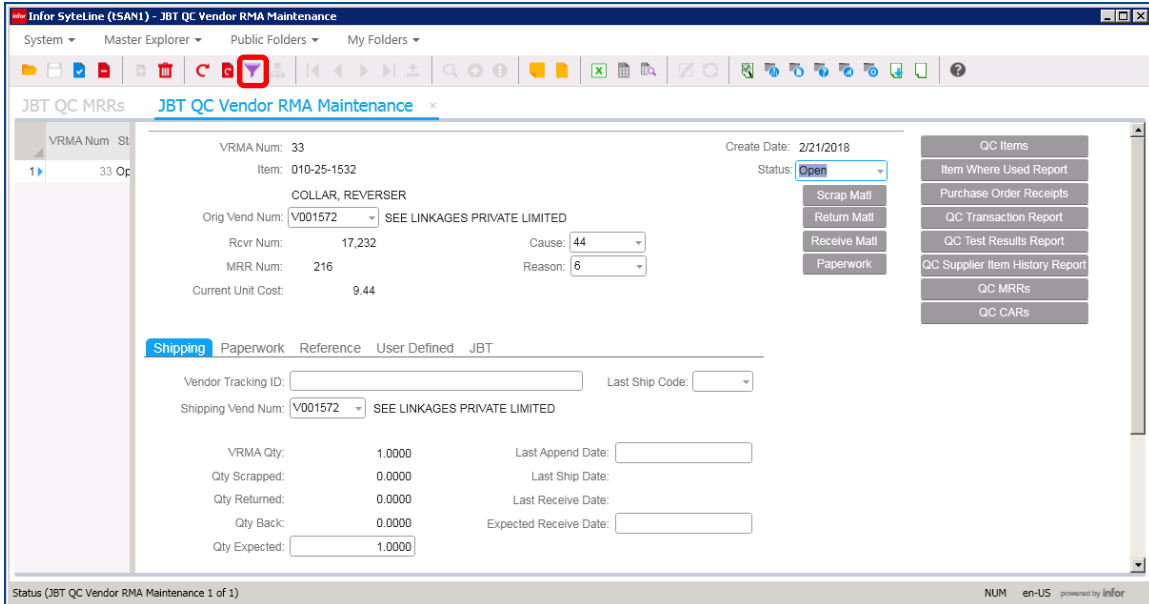 infor Infor SyteLine (tSAN1) - JBT QC Vendor RMA Maintenance
System Master Explorer Public Folders My Folders
JBT QC MRRs JBT QC Vendor RMA Maintenance ×
VRMA Num St
1 33 Op
VRMA Num: 33 Create Date: 2/21/2018 QC Items
Item: 010-25-1532 Status: Open Item Where Used Report
COLLAR, REVERSER Scrap Matl Purchase Order Receipts
Orig Vend Num: V001572 SEE LINKAGES PRIVATE LIMITED Return Matl QC Transaction Report
Rcvr Num: 17,232 Cause: 44 Receive Matl QC Test Results Report
MRR Num: 216 Reason: 6 Paperwork QC Supplier Item History Report
Current Unit Cost: 9.44 QC MRRs
QC CARs
Shipping Paperwork Reference User Defined JBT
Vendor Tracking ID: Last Ship Code:
Shipping Vend Num: V001572 SEE LINKAGES PRIVATE LIMITED
VRMA Qty: 1.0000 Last Append Date:
Qty Scrapped: 0.0000 Last Ship Date:
Qty Returned: 0.0000 Last Receive Date:
Qty Back: 0.0000 Expected Receive Date:
Qty Expected: 1.0000
Status (JBT QC Vendor RMA Maintenance 1 of 1) NUM en-US powered by infor